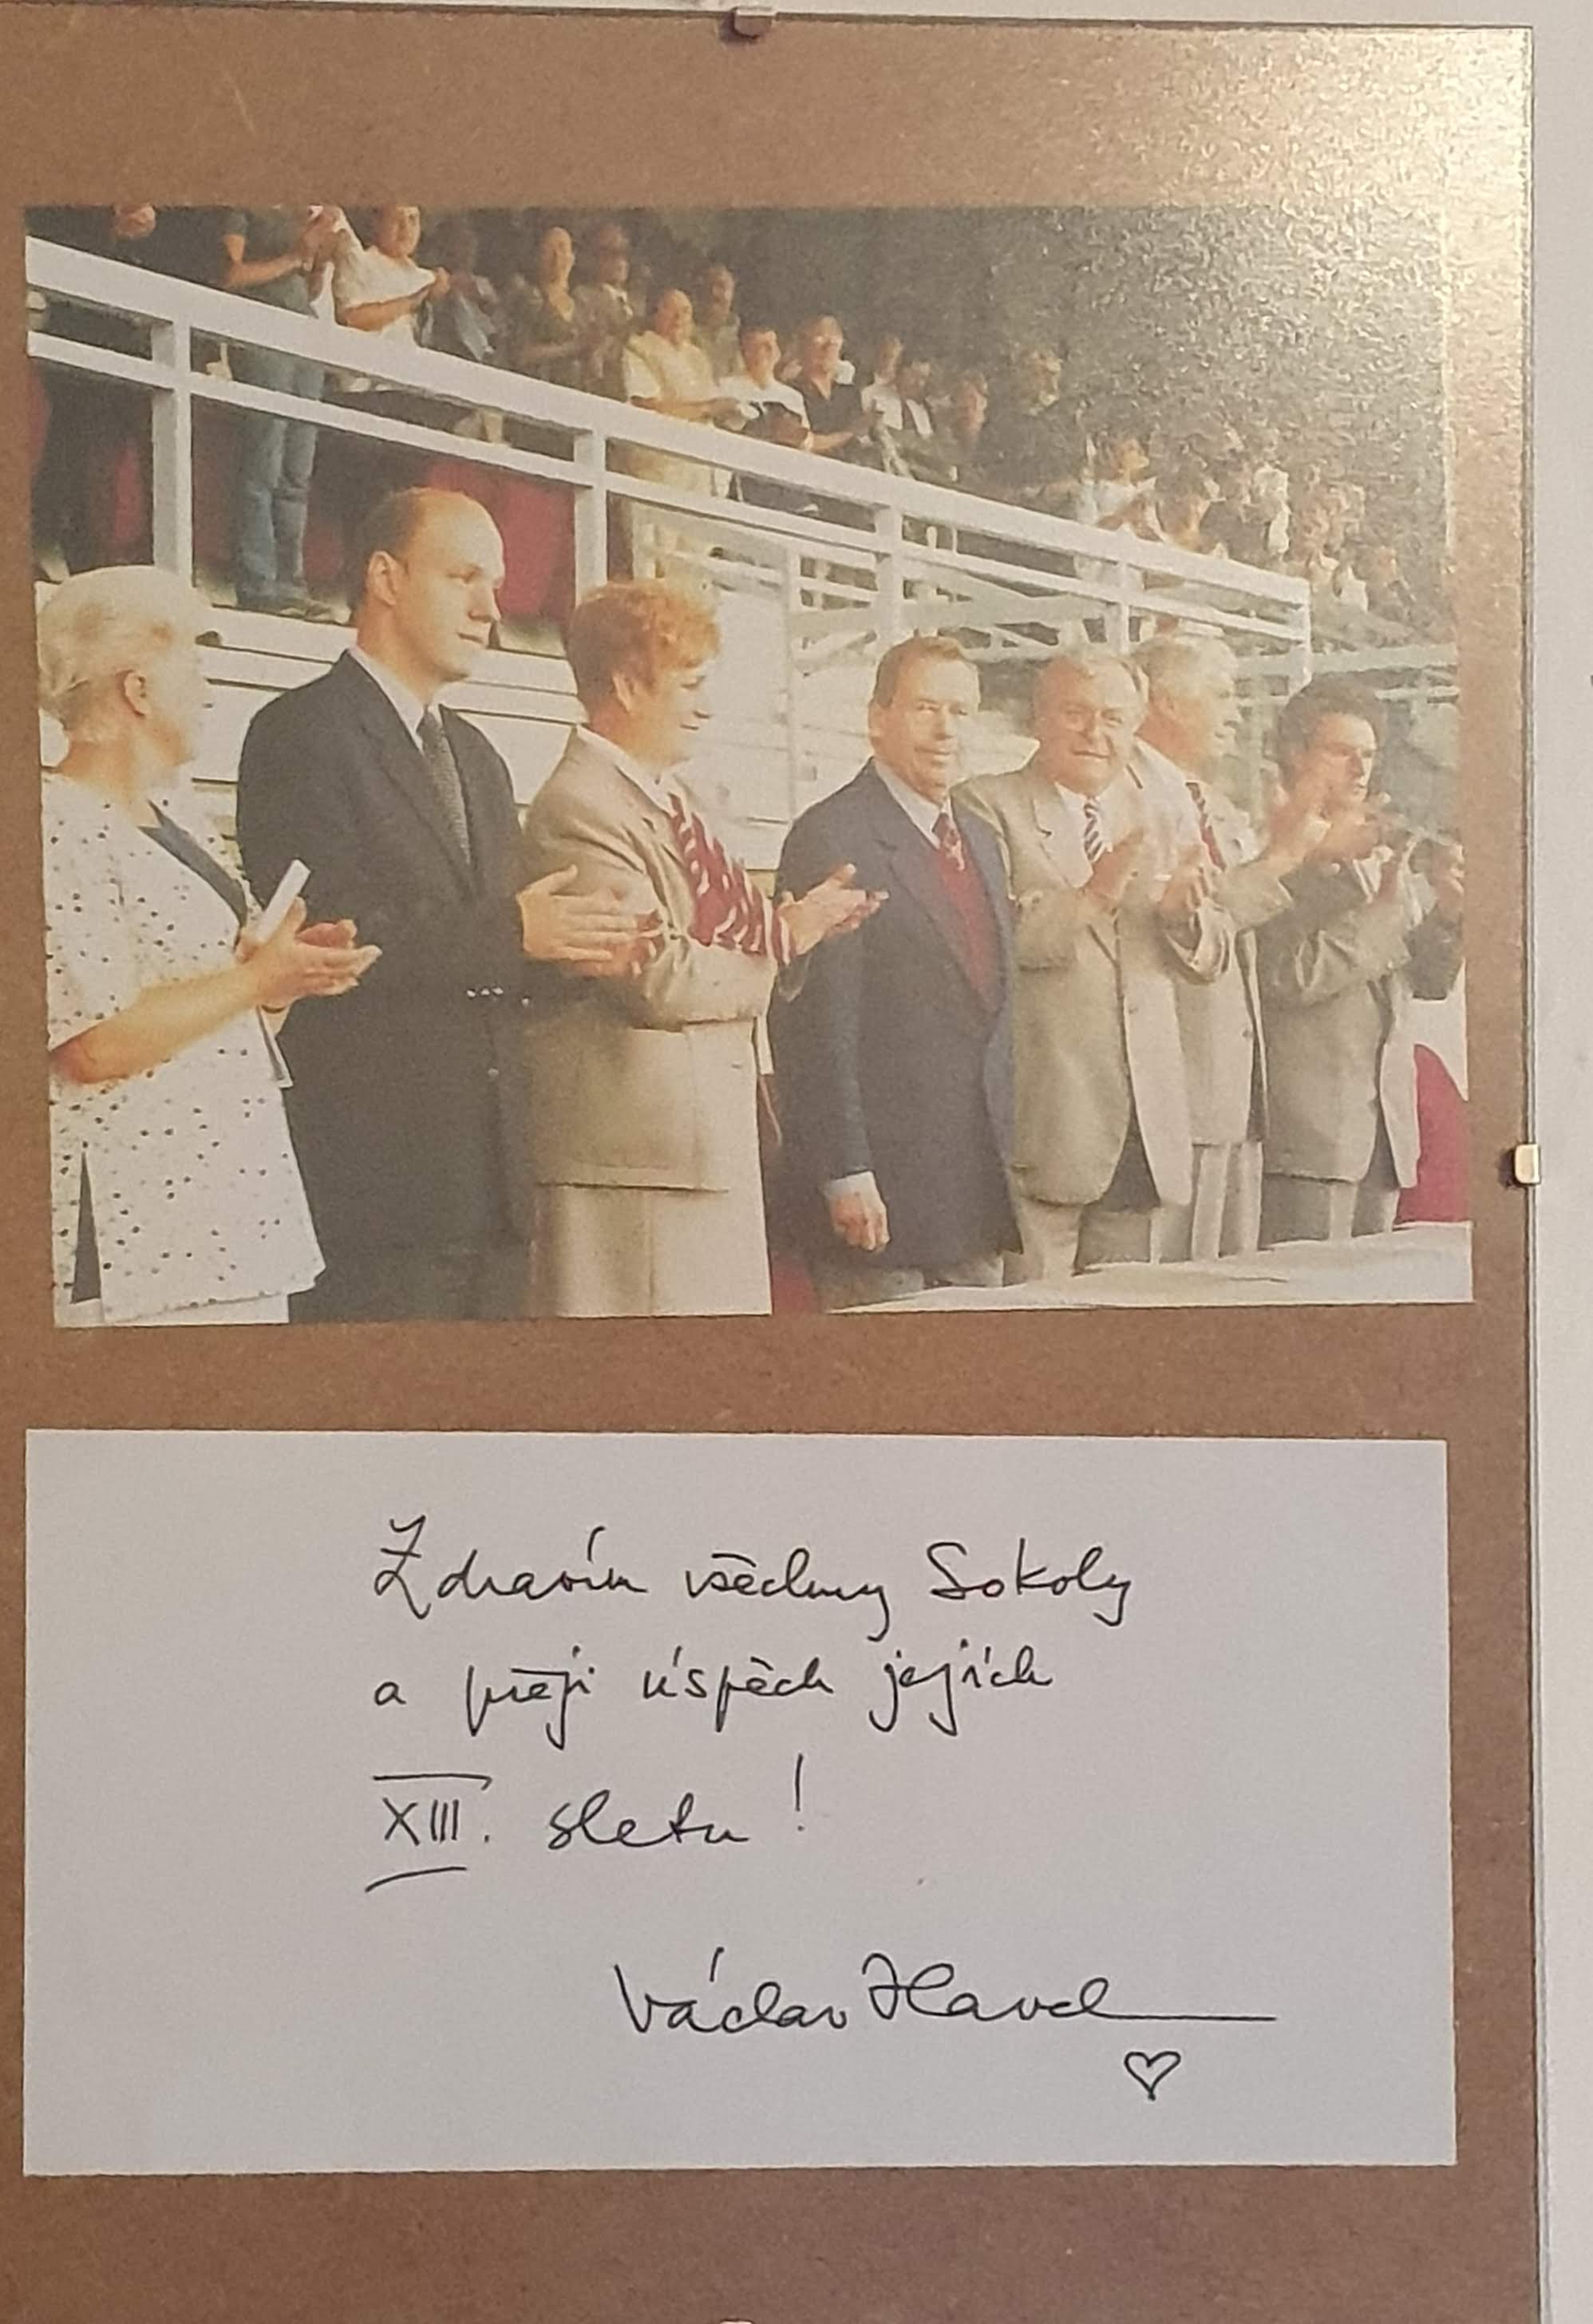 Zdravím všechny Sokoly
a přeji úspěch jejich
XIII. sletu!
Václav Havel